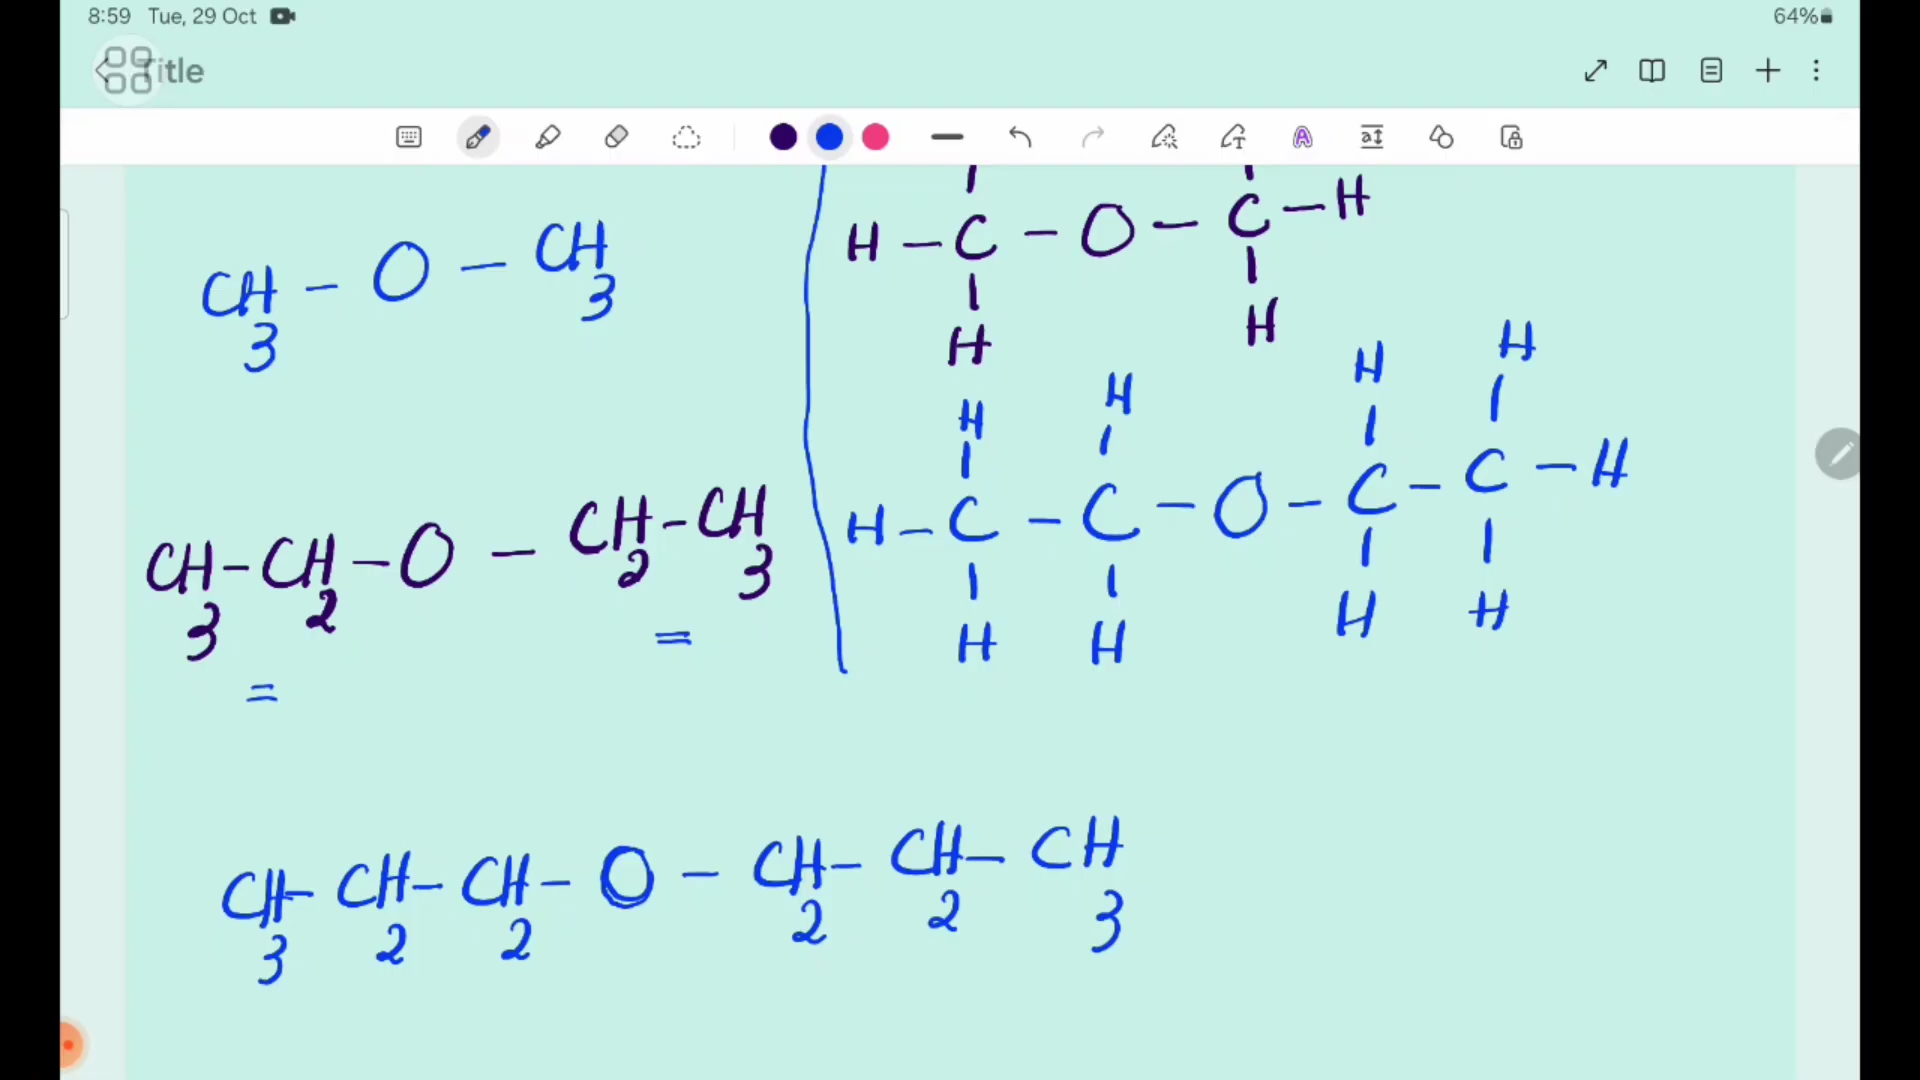 8:59 Tue, 29 Oct 64%
Title
CH3 – O – CH3
H – C – O – C – H
H H
H H H H
CH3 – CH2 – O – CH2 – CH3
H – C – C – O – C – C – H
H H H H
= =
CH3 – CH2 – CH2 – O – CH2 – CH2 – CH3